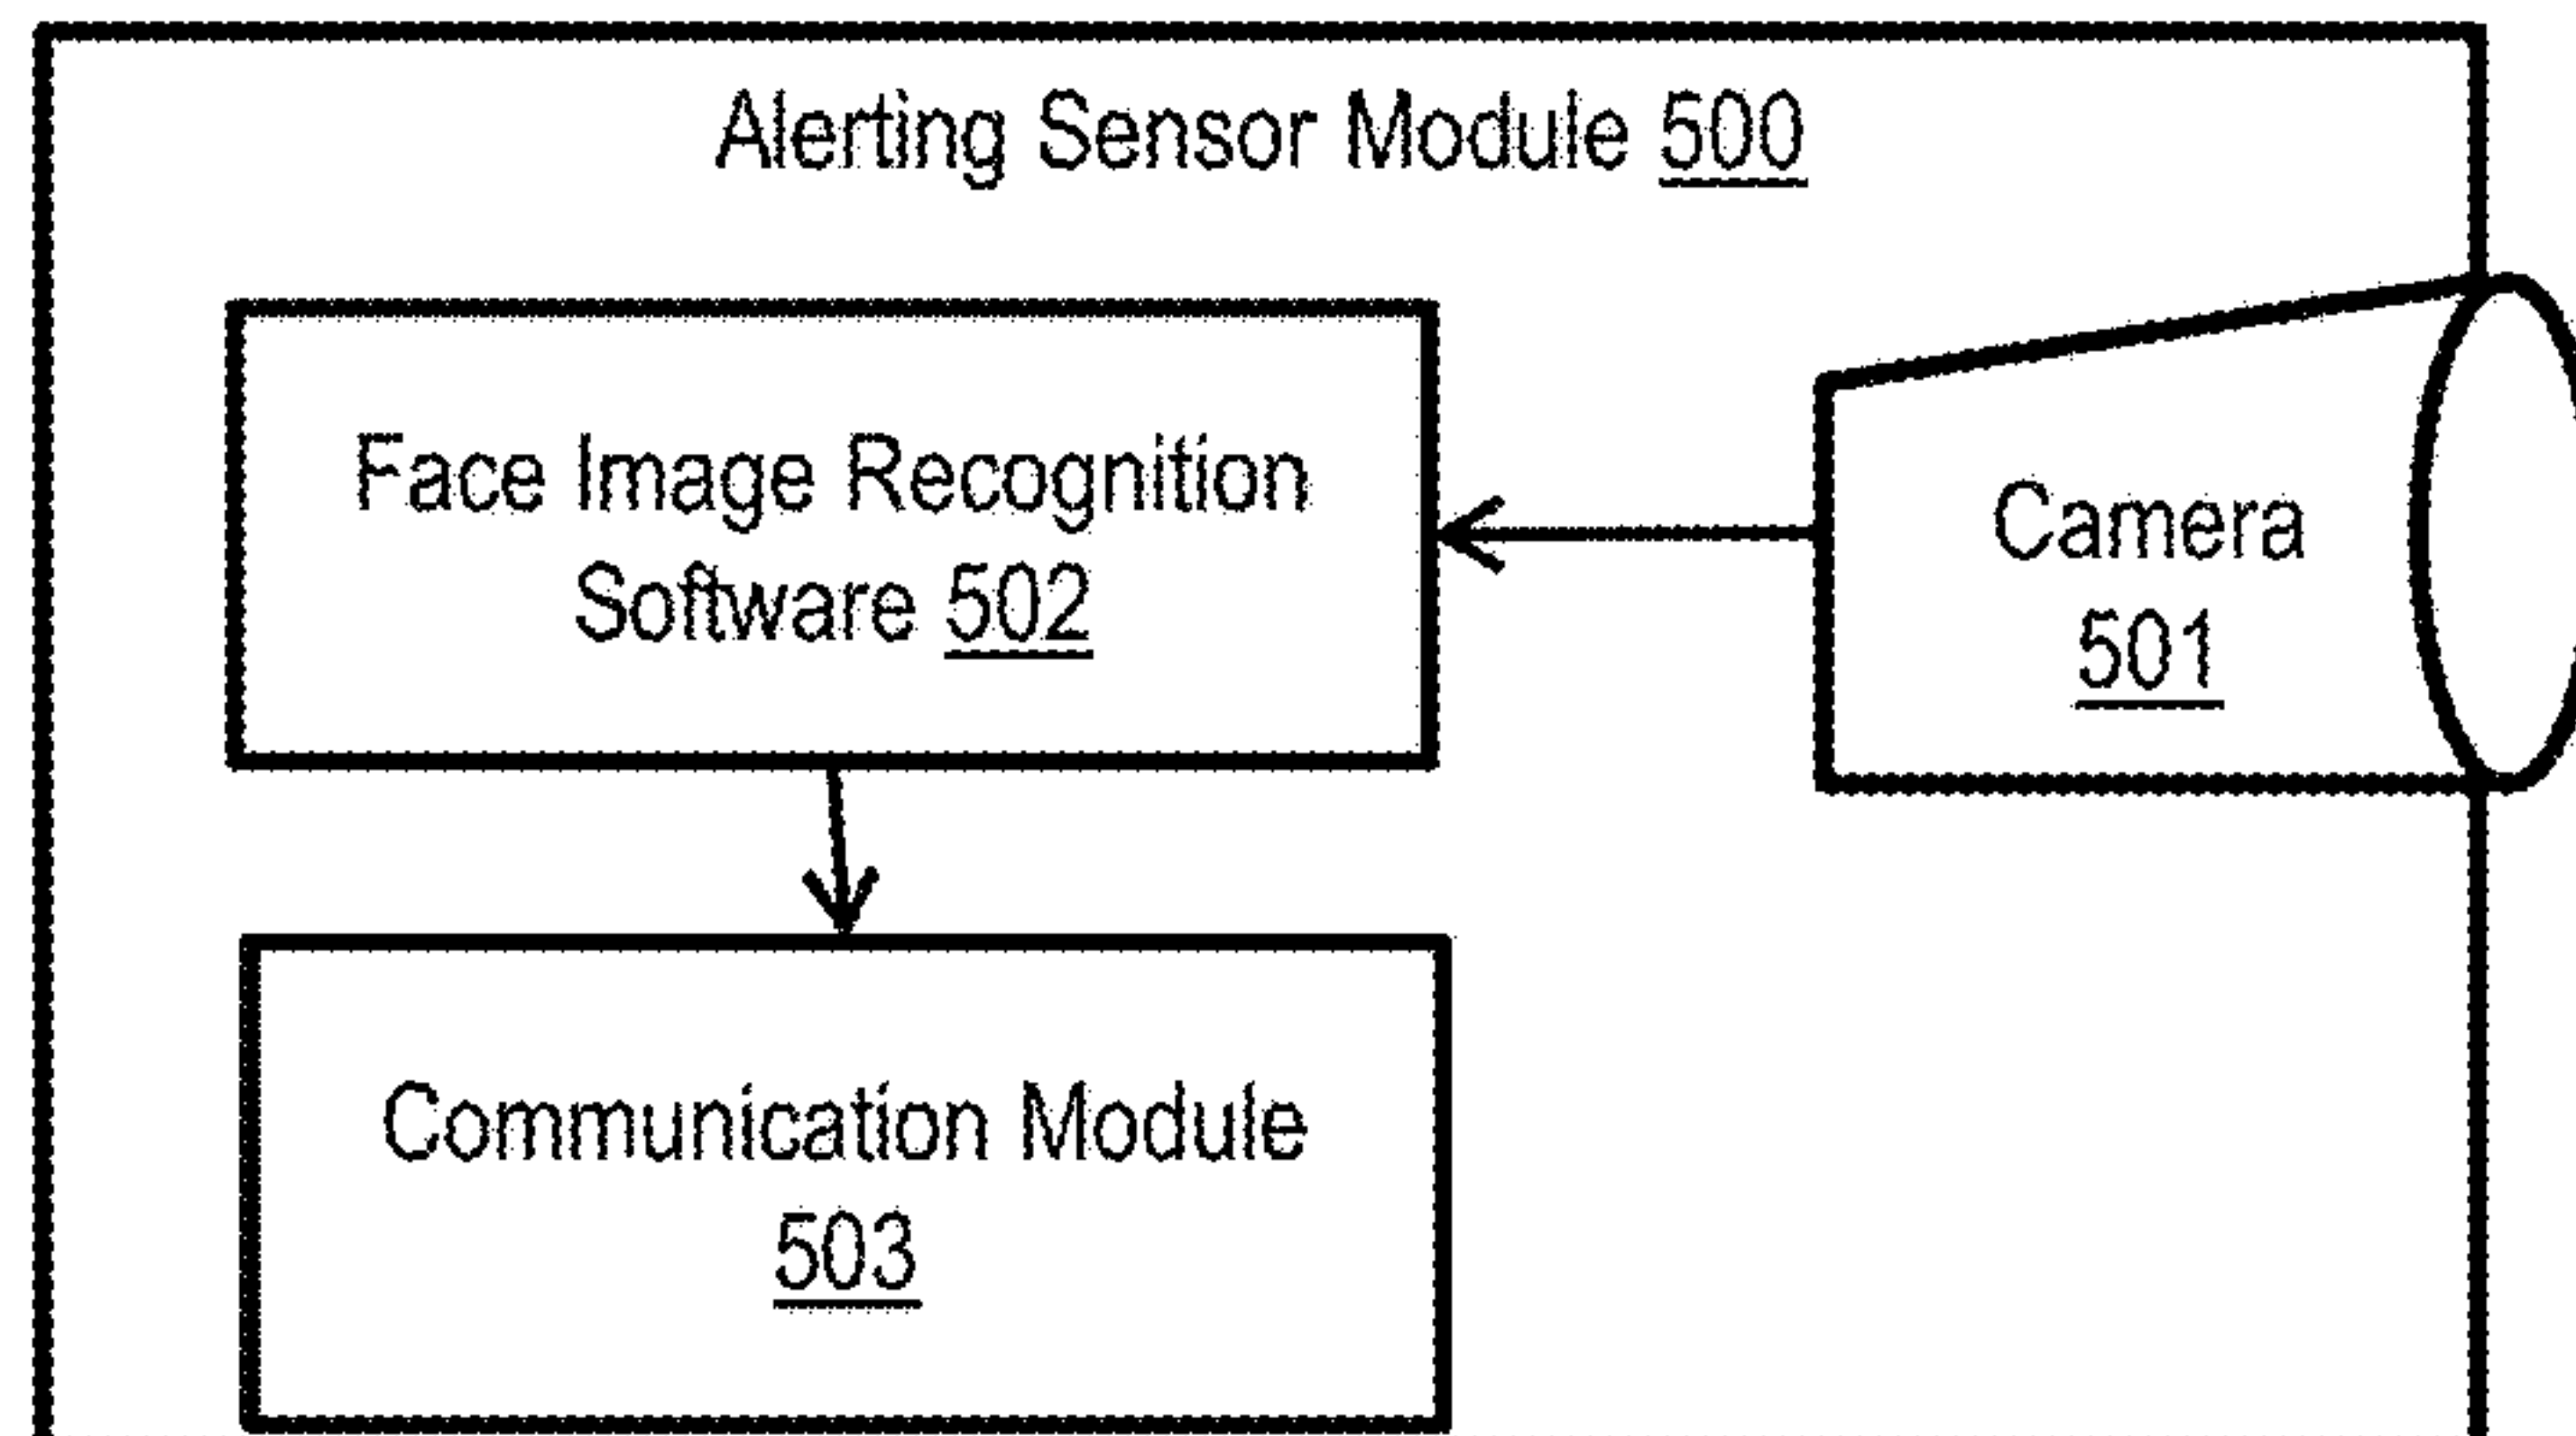 Alerting Sensor Module 500
Face Image Recognition
Software 502
Camera
501
Communication Module
503